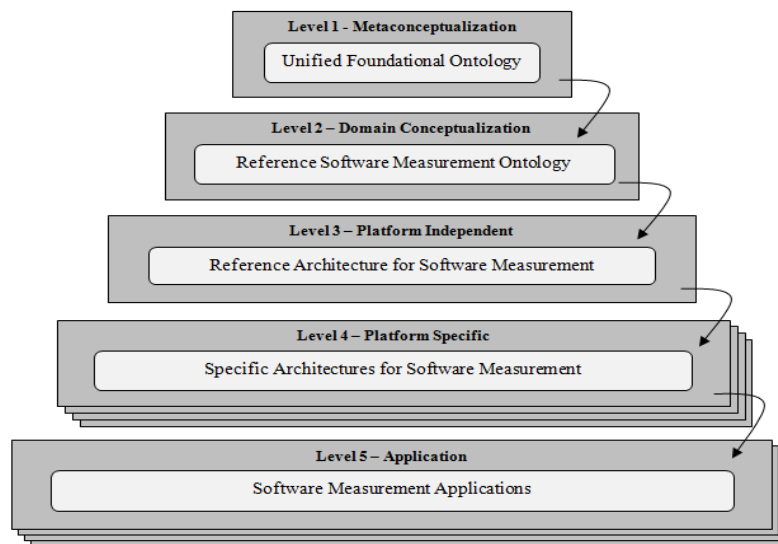 Level 1 - Metaconceptualization
Unified Foundational Ontology
Level 2 – Domain Conceptualization
Reference Software Measurement Ontology
Level 3 – Platform Independent
Reference Architecture for Software Measurement
Level 4 – Platform Specific
Specific Architectures for Software Measurement
Level 5 – Application
Software Measurement Applications